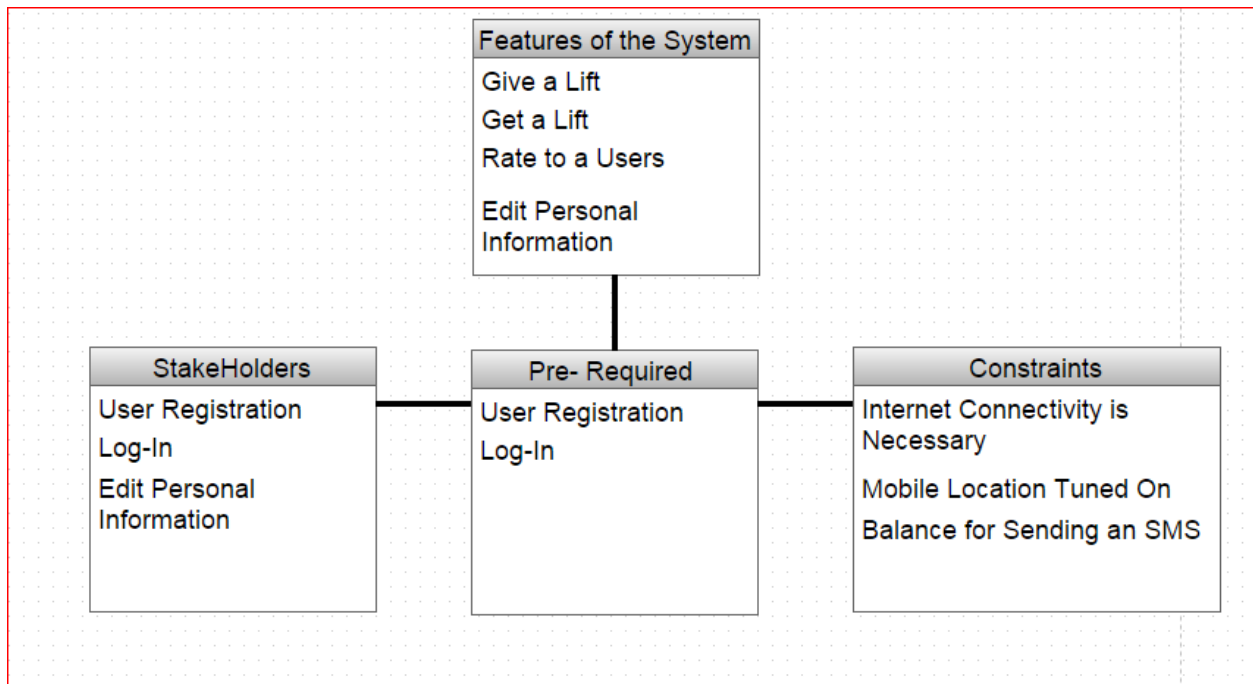 Features of the System
Give a Lift
Get a Lift
Rate to a Users
Edit Personal
Information
StakeHolders
User Registration
Log-In
Edit Personal
Information
Pre- Required
User Registration
Log-In
Constraints
Internet Connectivity is
Necessary
Mobile Location Tuned On
Balance for Sending an SMS